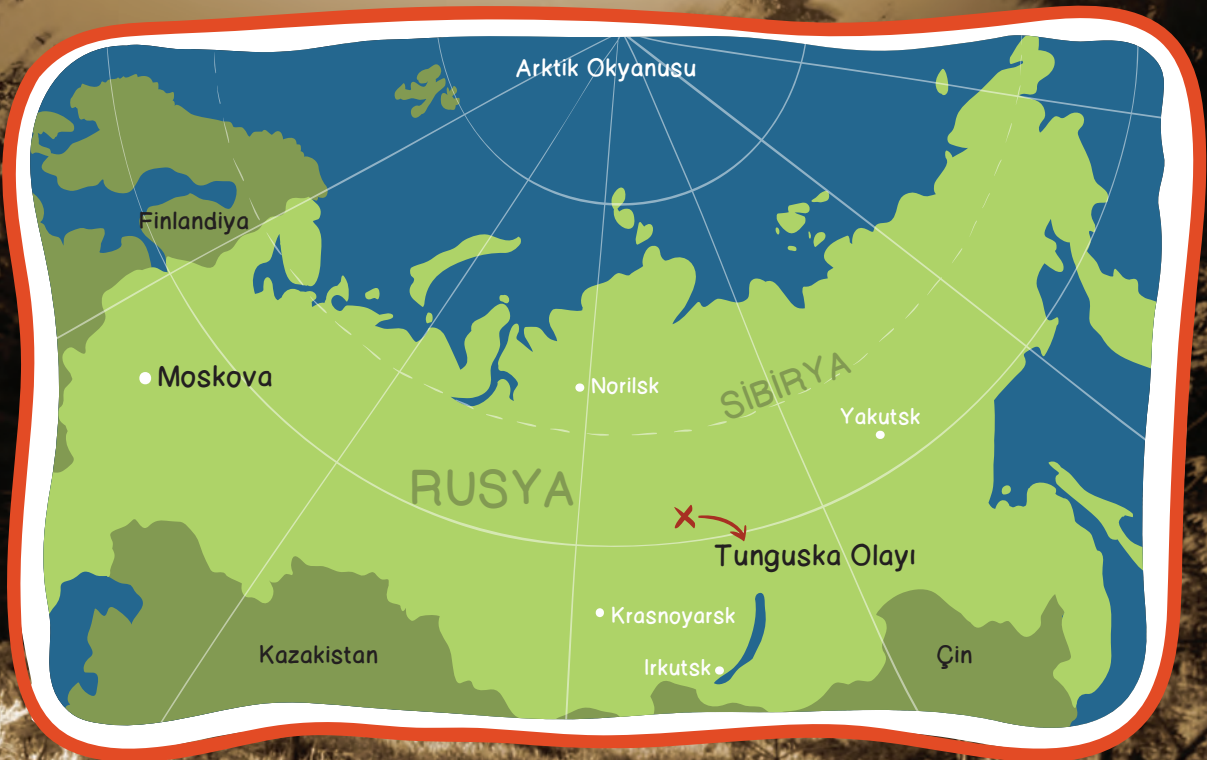 Arktik Okyanusu
Finlandiya
Moskova
Norilsk
SİBİRYA
Yakutsk
RUSYA
Tunguska Olayı
Krasnoyarsk
Kazakistan
Irkutsk
Çin